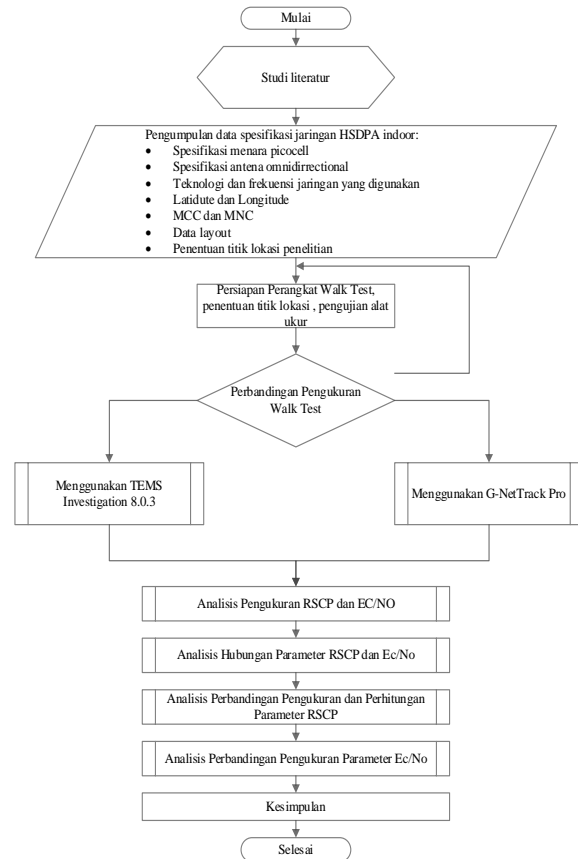 Mulai
Studi literatur
Pengumpulan data spesifikasi jaringan HSDPA indoor:
• Spesifikasi menara picocell
• Spesifikasi antena omnidirrectional
• Teknologi dan frekuensi jaringan yang digunakan
• Latidute dan Longitude
• MCC dan MNC
• Data layout
• Penentuan titik lokasi penelitian
Persiapan Perangkat Walk Test,
penentuan titik lokasi , pengujian alat
ukur
Perbandingan Pengukuran
Walk Test
Menggunakan TEMS
Investigation 8.0.3
Menggunakan G-NetTrack Pro
Analisis Pengukuran RSCP dan EC/NO
Analisis Hubungan Parameter RSCP dan Ec/No
Analisis Perbandingan Pengukuran dan Perhitungan
Parameter RSCP
Analisis Perbandingan Pengukuran Parameter Ec/No
Kesimpulan
Selesai